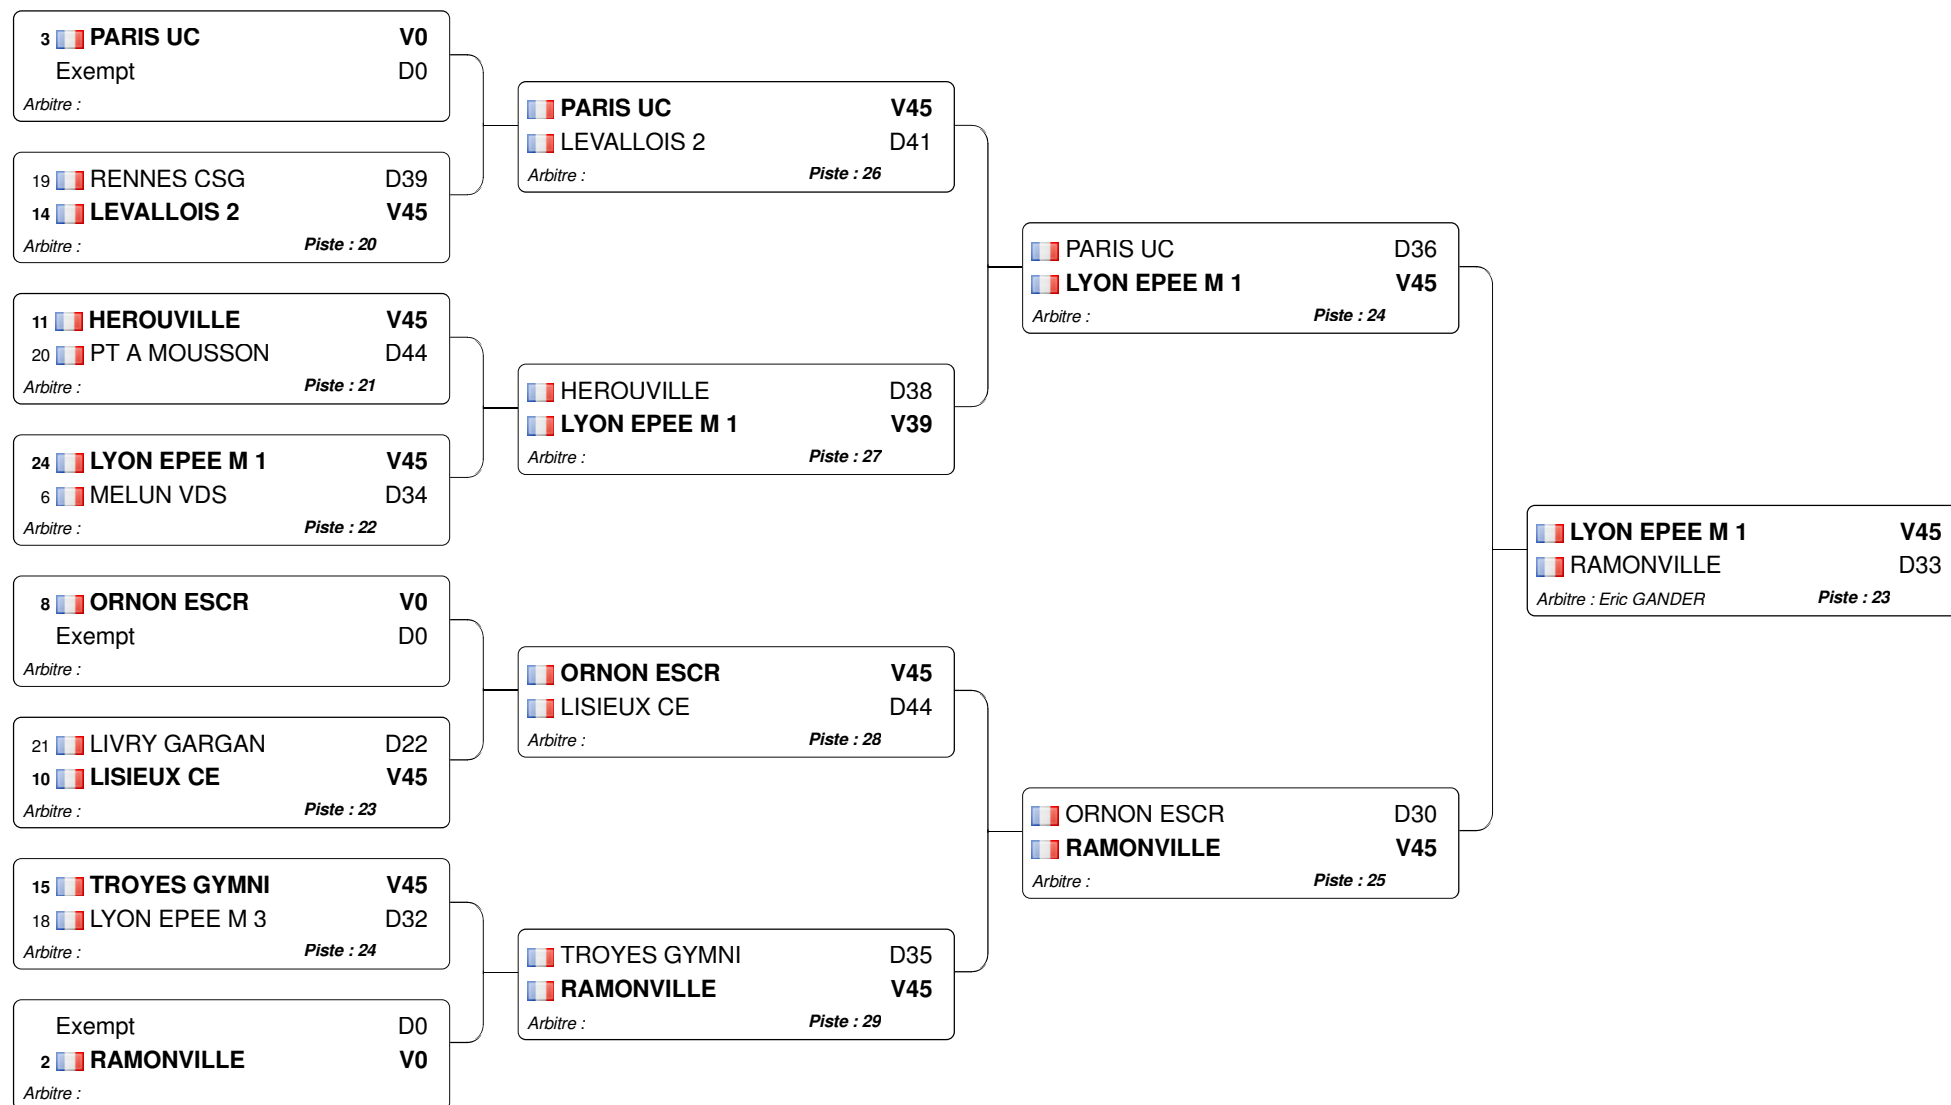 3 PARIS UC V0
Exempt D0
Arbitre :
19 RENNES CSG D39
14 LEVALLOIS 2 V45
Arbitre : Piste : 20
11 HEROUVILLE V45
20 PT A MOUSSON D44
Arbitre : Piste : 21
24 LYON EPEE M 1 V45
6 MELUN VDS D34
Arbitre : Piste : 22
8 ORNON ESCR V0
Exempt D0
Arbitre :
21 LIVRY GARGAN D22
10 LISIEUX CE V45
Arbitre : Piste : 23
15 TROYES GYMNI V45
18 LYON EPEE M 3 D32
Arbitre : Piste : 24
Exempt D0
2 RAMONVILLE V0
Arbitre :
PARIS UC V45
LEVALLOIS 2 D41
Arbitre : Piste : 26
HEROUVILLE D38
LYON EPEE M 1 V39
Arbitre : Piste : 27
ORNON ESCR V45
LISIEUX CE D44
Arbitre : Piste : 28
TROYES GYMNI D35
RAMONVILLE V45
Arbitre : Piste : 29
PARIS UC D36
LYON EPEE M 1 V45
Arbitre : Piste : 24
ORNON ESCR D30
RAMONVILLE V45
Arbitre : Piste : 25
LYON EPEE M 1 V45
RAMONVILLE D33
Arbitre : Eric GANDER Piste : 23